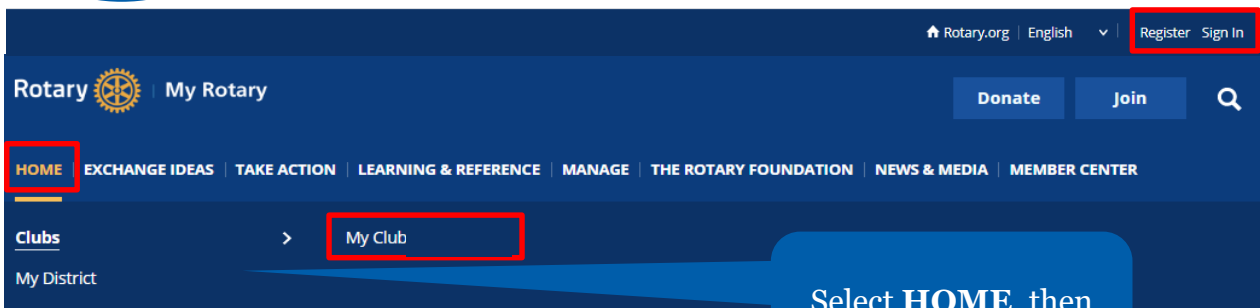 Rotary.org | English Register Sign In
Rotary | My Rotary
Donate Join
HOME | EXCHANGE IDEAS | TAKE ACTION | LEARNING & REFERENCE | MANAGE | THE ROTARY FOUNDATION | NEWS & MEDIA | MEMBER CENTER
Clubs > My Club
My District
Select HOME then